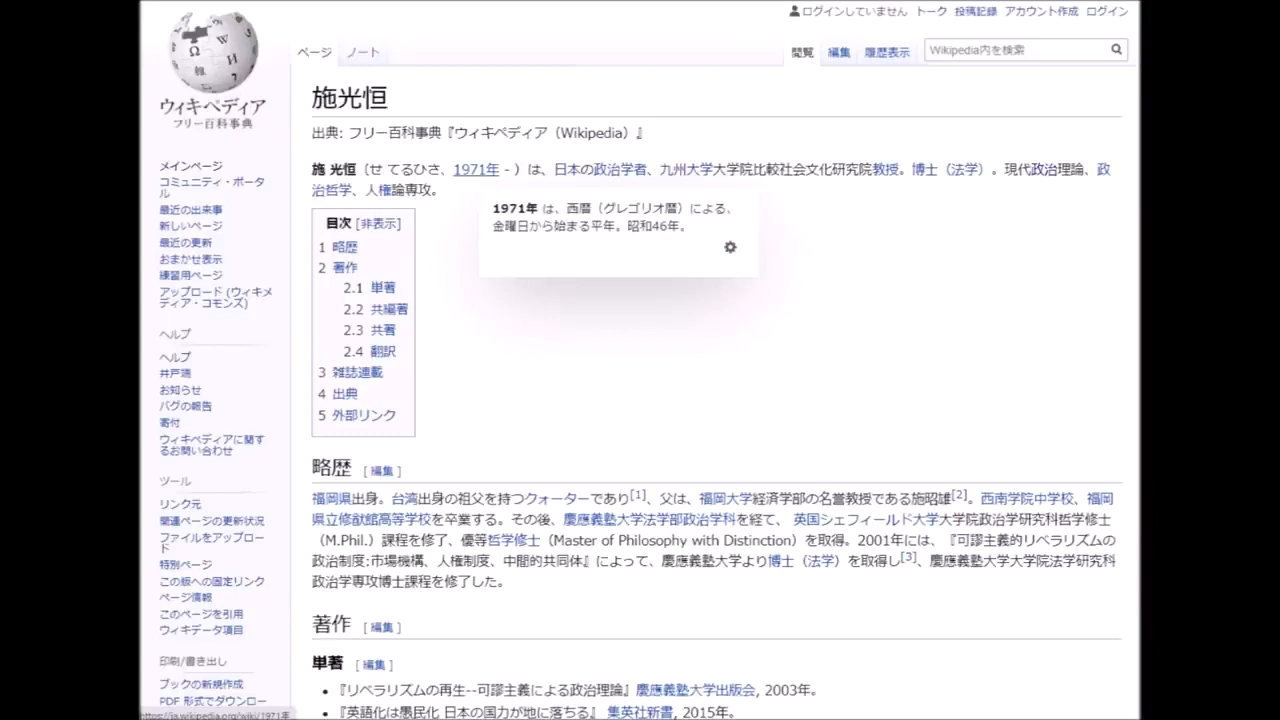 ログインしていません トーク 投稿記録 アカウント作成 ログイン
ページ ノート 閲覧 編集 履歴表示 Wikipedia内を検索
ウィキペディア
フリー百科事典
メインページ
コミュニティ・ポータ
ル
最近の出来事
新しいページ
最近の更新
おまかせ表示
練習用ページ
アップロード (ウィキメ
ディア・コモンズ)
ヘルプ
ヘルプ
井戸端
お知らせ
バグの報告
寄付
ウィキペディアに関す
るお問い合わせ
ツール
リンク元
関連ページの更新状況
ファイルをアップロー
ド
特別ページ
この版への固定リンク
ページ情報
このページを引用
ウィキデータ項目
印刷/書き出し
ブックの新規作成
PDF 形式でダウンロー
https://ja.wikipedia.org/wiki/1971年
施光恒
出典: フリー百科事典『ウィキペディア（Wikipedia）』
施 光恒（せ てるひさ、1971年 - ）は、日本の政治学者、九州大学大学院比較社会文化研究院教授。博士（法学）。現代政治理論、政
治哲学、人権論専攻。
1971年 は、西暦（グレゴリオ暦）による、
金曜日から始まる平年。昭和46年。
目次 [非表示]
1 略歴
2 著作
2.1 単著
2.2 共編著
2.3 共著
2.4 翻訳
3 雑誌連載
4 出典
5 外部リンク
略歴 [編集]
福岡県出身。台湾出身の祖父を持つクォーターであり[1]、父は、福岡大学経済学部の名誉教授である施昭雄[2]。西南学院中学校、福岡
県立修猷館高等学校を卒業する。その後、慶應義塾大学法学部政治学科を経て、 英国シェフィールド大学大学院政治学研究科哲学修士
（M.Phil.）課程を修了、優等哲学修士（Master of Philosophy with Distinction）を取得。2001年には、『可謬主義的リベラリズムの
政治制度:市場機構、人権制度、中間的共同体』によって、慶應義塾大学より博士（法学）を取得し[3]、慶應義塾大学大学院法学研究科
政治学専攻博士課程を修了した。
著作 [編集]
単著 [編集]
• 『リベラリズムの再生--可謬主義による政治理論』慶應義塾大学出版会, 2003年。
• 『英語化は愚民化 日本の国力が地に落ちる』 集英社新書, 2015年。